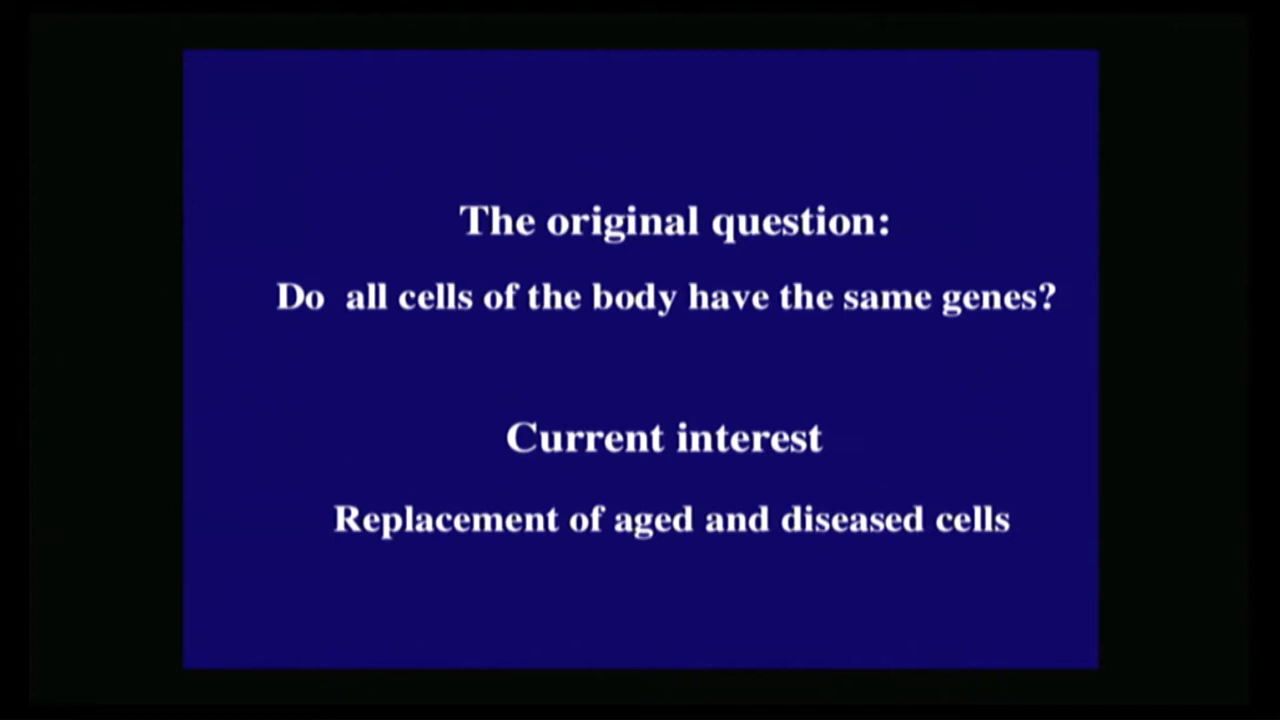 The original question:
Do all cells of the body have the same genes?
Current interest
Replacement of aged and diseased cells